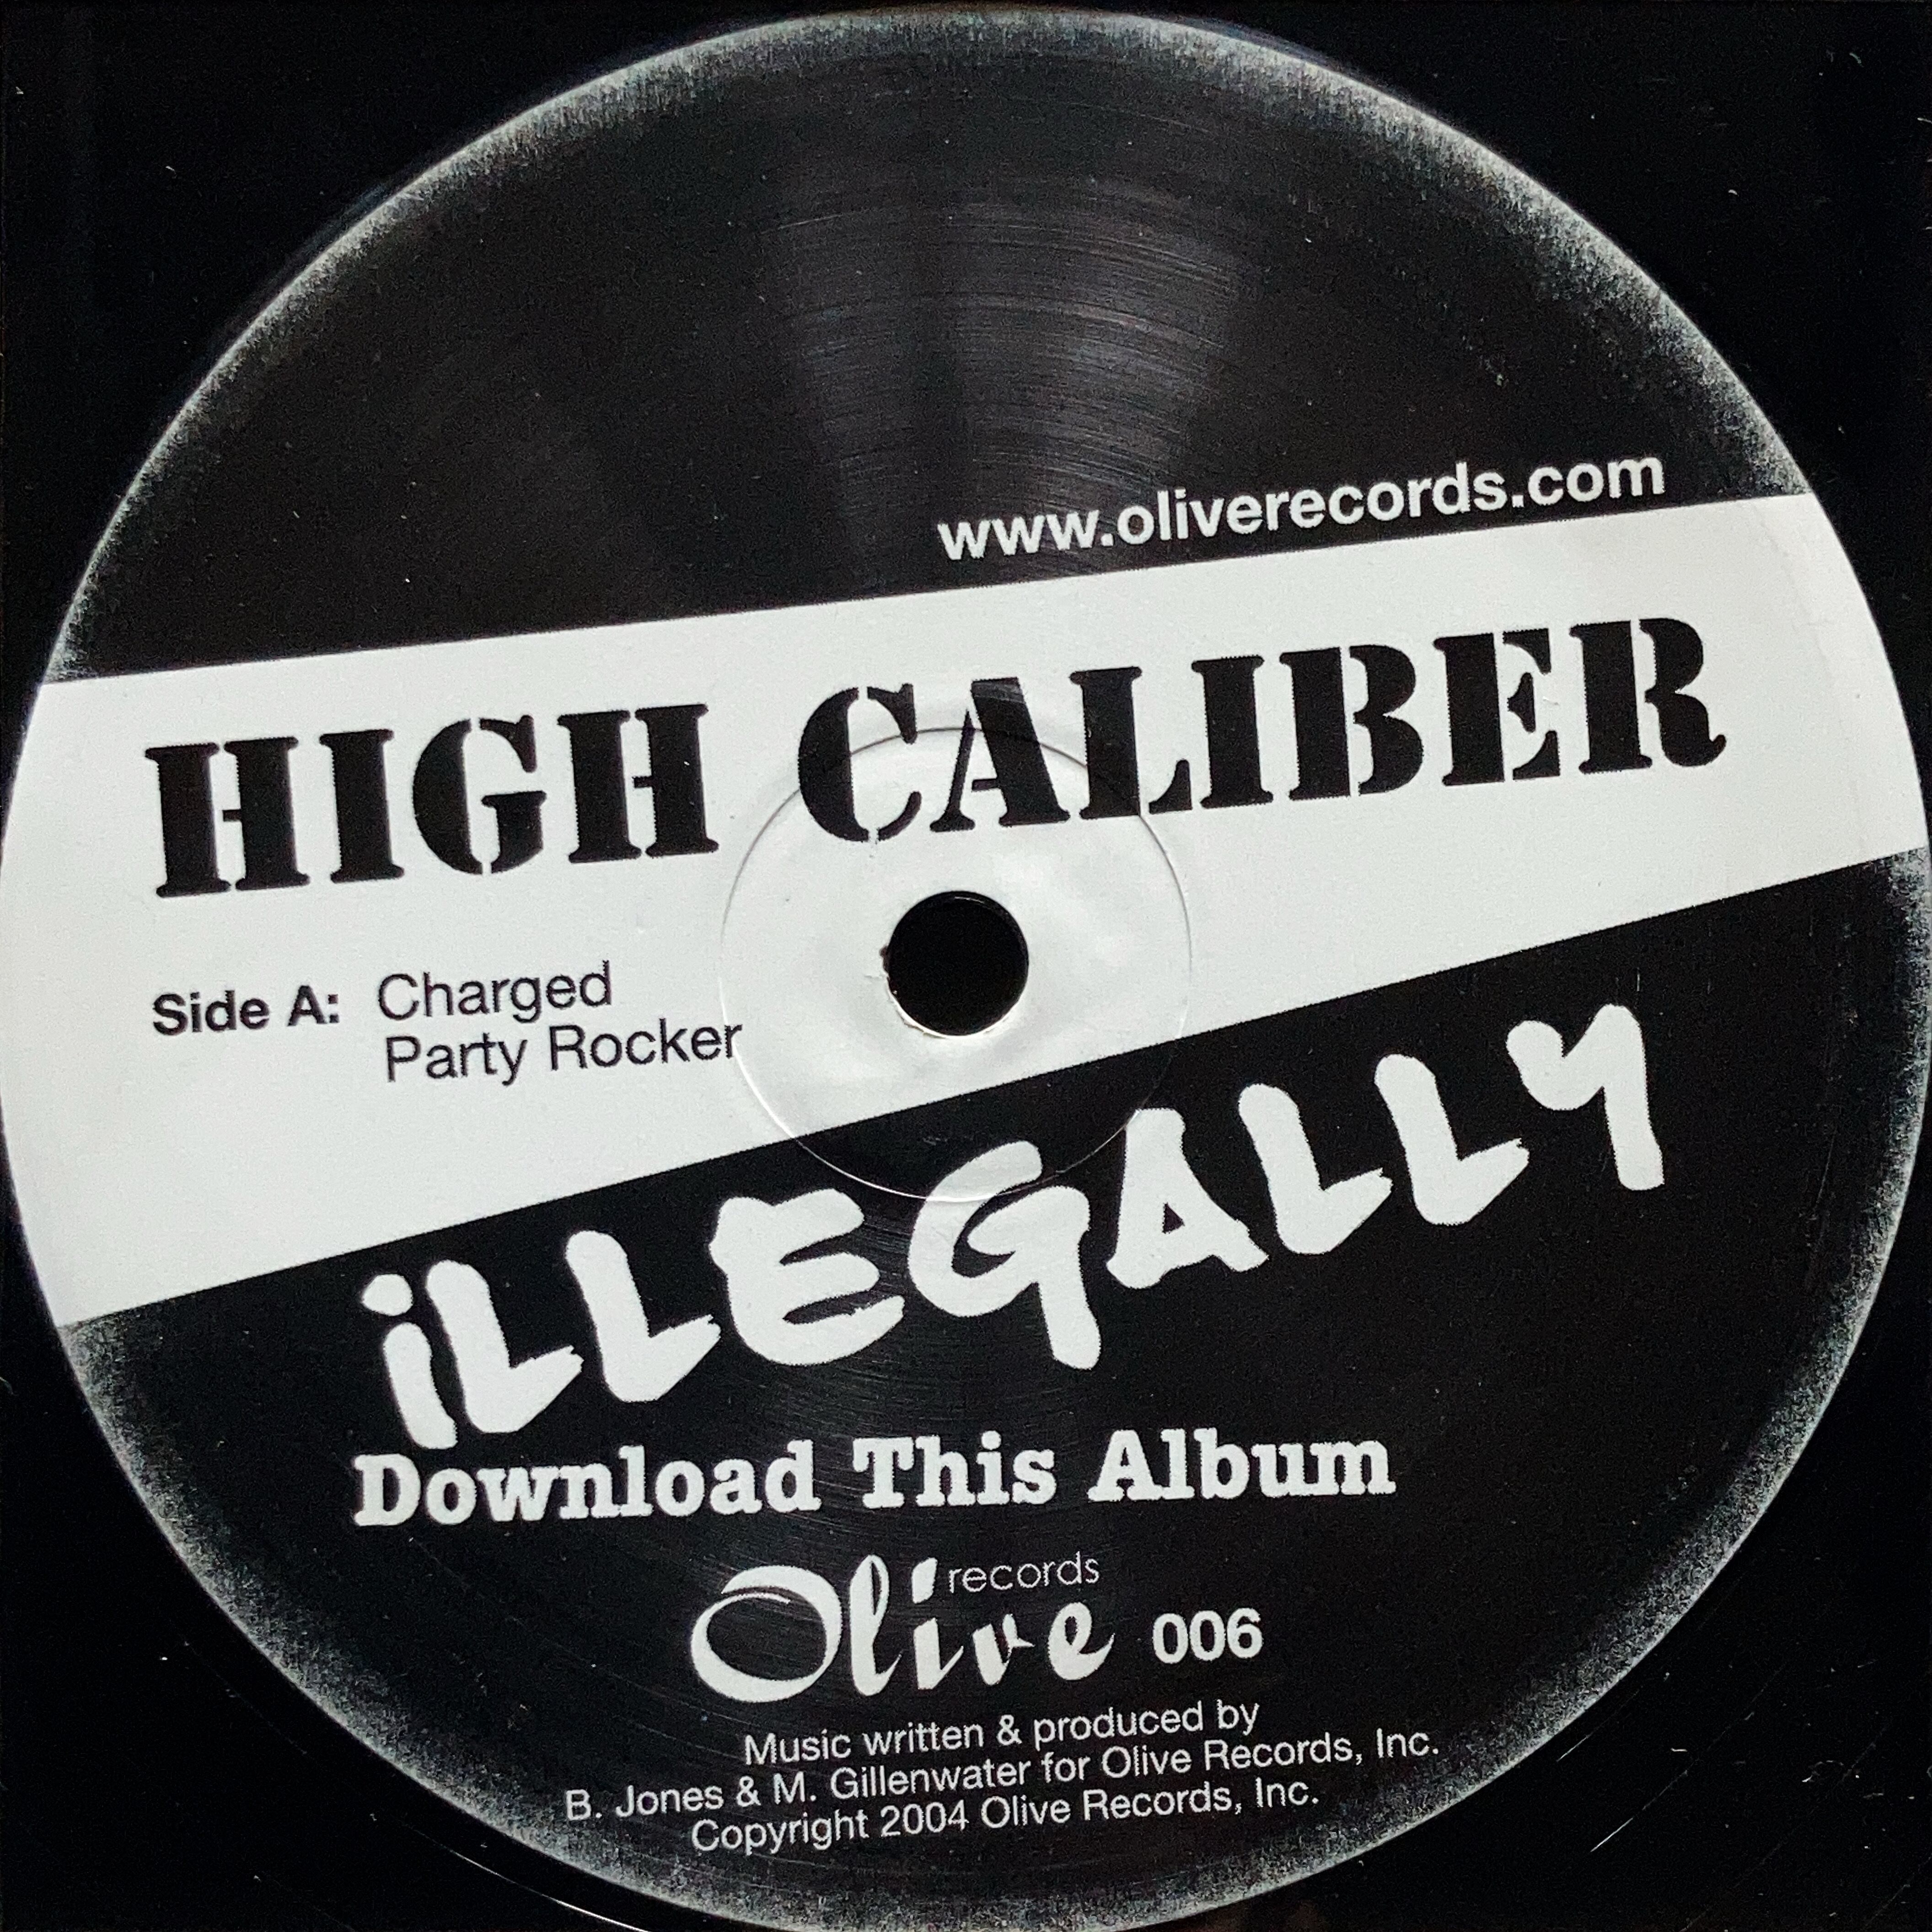 www.oliverecords.com
HIGH CALIBER
Side A: Charged
Party Rocker
iLLEGALLY
Download This Album
Olive records 006
Music written & produced by
B. Jones & M. Gillenwater for Olive Records, Inc.
Copyright 2004 Olive Records, Inc.